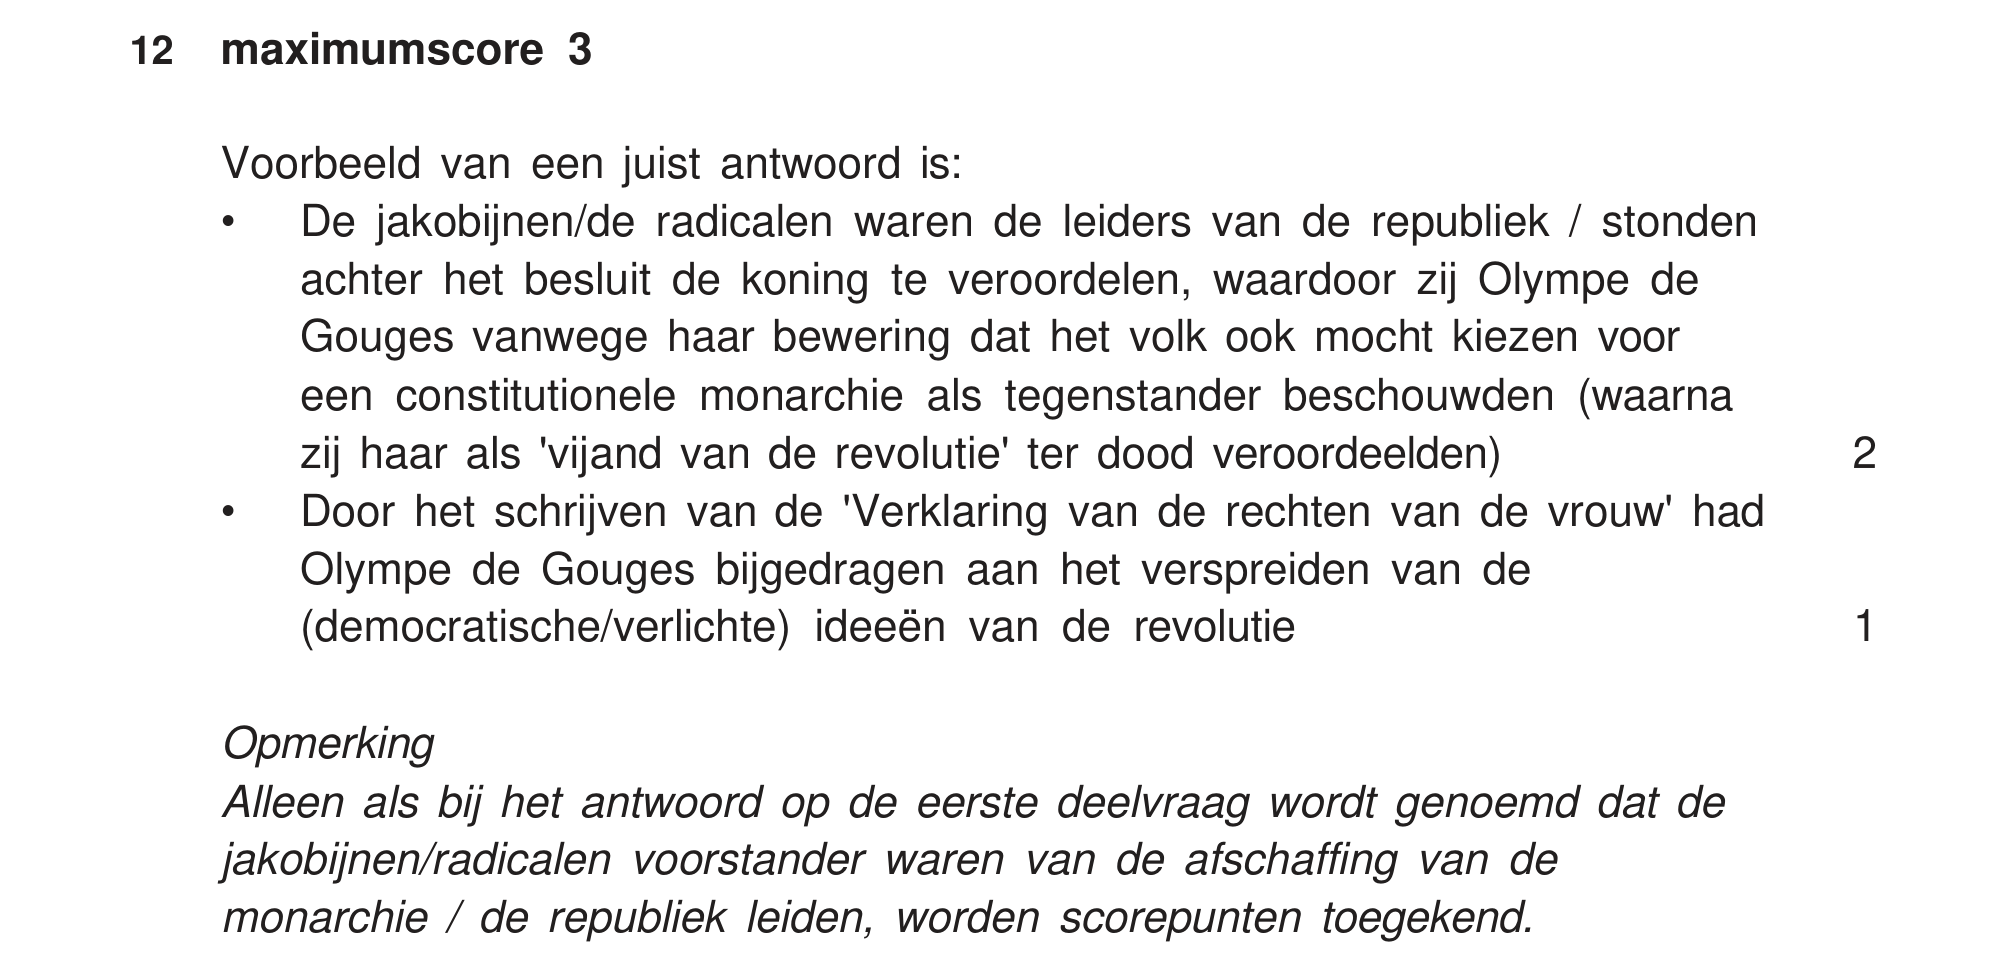 12 maximumscore 3
Voorbeeld van een juist antwoord is:
• De jakobijnen/de radicalen waren de leiders van de republiek / stonden
achter het besluit de koning te veroordelen, waardoor zij Olympe de
Gouges vanwege haar bewering dat het volk ook mocht kiezen voor
een constitutionele monarchie als tegenstander beschouwden (waarna
zij haar als 'vijand van de revolutie' ter dood veroordeelden) 2
• Door het schrijven van de 'Verklaring van de rechten van de vrouw' had
Olympe de Gouges bijgedragen aan het verspreiden van de
(democratische/verlichte) ideeën van de revolutie 1
Opmerking
Alleen als bij het antwoord op de eerste deelvraag wordt genoemd dat de
jakobijnen/radicalen voorstander waren van de afschaffing van de
monarchie / de republiek leiden, worden scorepunten toegekend.